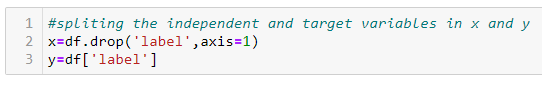 1 #spliting the independent and target variables in x and y
2 x=df.drop('label',axis=1)
3 y=df['label']